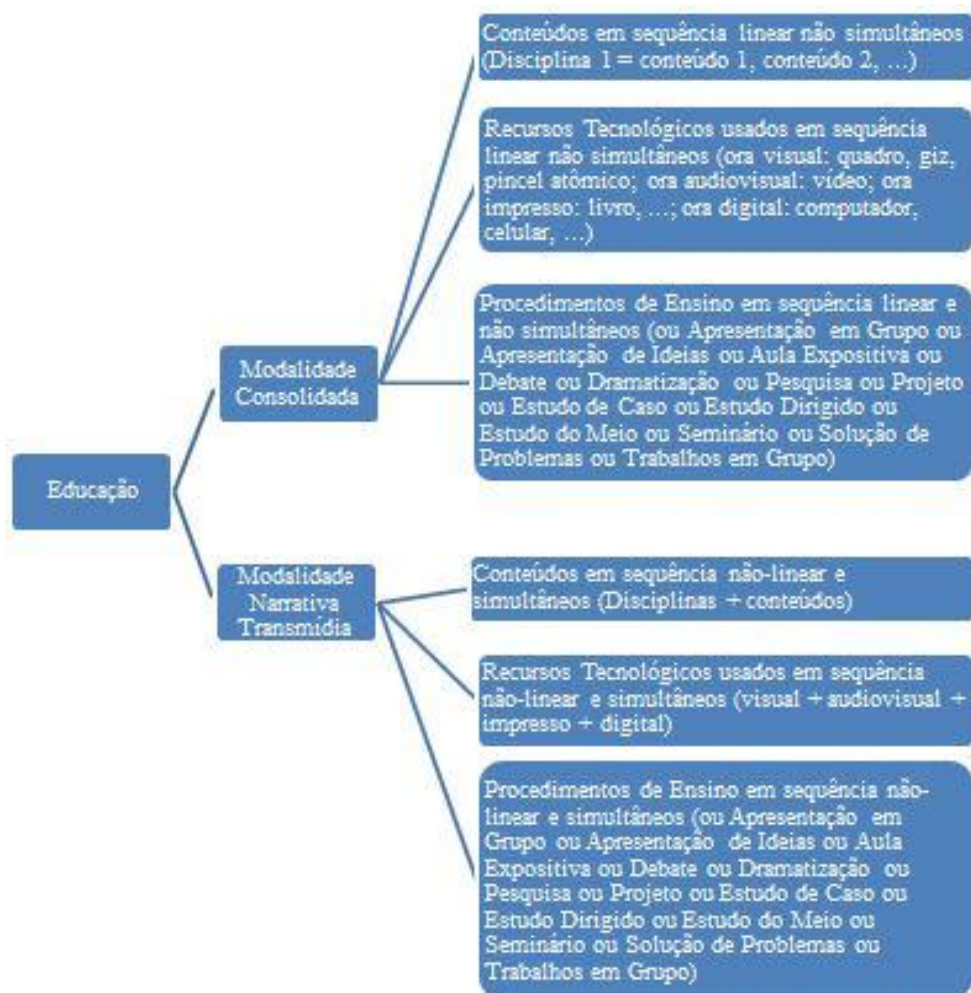 Conteúdos em sequência linear não simultâneos
(Disciplina 1 = conteúdo 1, conteúdo 2, ...)
Recursos Tecnológicos usados em sequência
linear não simultâneos (ora visual: quadro, giz,
pincel atômico; ora audiovisual: vídeo; ora
impresso: livro, ...; ora digital: computador,
celular, ...)
Procedimentos de Ensino em sequência linear e
não simultâneos (ou Apresentação em Grupo ou
Apresentação de Ideias ou Aula Expositiva ou
Debate ou Dramatização ou Pesquisa ou Projeto
ou Estudo de Caso ou Estudo Dirigido ou
Estudo do Meio ou Seminário ou Solução de
Problemas ou Trabalhos em Grupo)
Modalidade
Consolidada
Educação
Modalidade
Narrativa
Transmídia
Conteúdos em sequência não-linear e
simultâneos (Disciplinas + conteúdos)
Recursos Tecnológicos usados em sequência
não-linear e simultâneos (visual + audiovisual +
impresso + digital)
Procedimentos de Ensino em sequência não-
linear e simultâneos (ou Apresentação em
Grupo ou Apresentação de Ideias ou Aula
Expositiva ou Debate ou Dramatização ou
Pesquisa ou Projeto ou Estudo de Caso ou
Estudo Dirigido ou Estudo do Meio ou
Seminário ou Solução de Problemas ou
Trabalhos em Grupo)